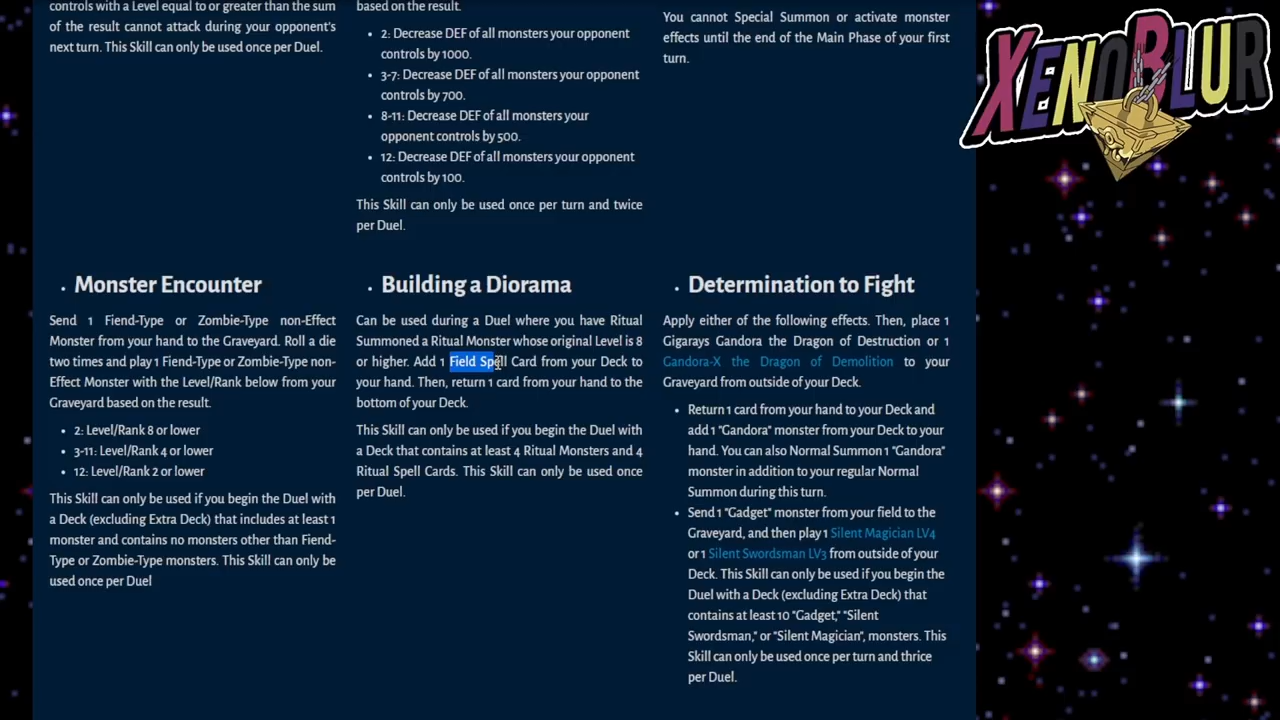 controls with a Level equal to or greater than the sum
of the result cannot attack during your opponent's
next turn. This Skill can only be used once per Duel.
based on the result.
2: Decrease DEF of all monsters your opponent
controls by 1000.
3-7: Decrease DEF of all monsters your opponent
controls by 700.
8-11: Decrease DEF of all monsters your
opponent controls by 500.
12: Decrease DEF of all monsters your opponent
controls by 100.
This Skill can only be used once per turn and twice
per Duel.
You cannot Special Summon or activate monster
effects until the end of the Main Phase of your first
turn.
XENOBLUR
Monster Encounter
Send 1 Fiend-Type or Zombie-Type non-Effect
Monster from your hand to the Graveyard. Roll a die
two times and play 1 Fiend-Type or Zombie-Type non-
Effect Monster with the Level/Rank below from your
Graveyard based on the result.
2: Level/Rank 8 or lower
3-11: Level/Rank 4 or lower
12: Level/Rank 2 or lower
This Skill can only be used if you begin the Duel with
a Deck (excluding Extra Deck) that includes at least 1
monster and contains no monsters other than Fiend-
Type or Zombie-Type monsters. This Skill can only be
used once per Duel
Building a Diorama
Can be used during a Duel where you have Ritual
Summoned a Ritual Monster whose original Level is 8
or higher. Add 1 Field Spell Card from your Deck to
your hand. Then, return 1 card from your hand to the
bottom of your Deck.
This Skill can only be used if you begin the Duel with
a Deck that contains at least 4 Ritual Monsters and 4
Ritual Spell Cards. This Skill can only be used once
per Duel.
Determination to Fight
Apply either of the following effects. Then, place 1
Gigarays Gandora the Dragon of Destruction or 1
Gandora-X the Dragon of Demolition to your
Graveyard from outside of your Deck.
Return 1 card from your hand to your Deck and
add 1 "Gandora" monster from your Deck to your
hand. You can also Normal Summon 1 "Gandora"
monster in addition to your regular Normal
Summon during this turn.
Send 1 "Gadget" monster from your field to the
Graveyard, and then play 1 Silent Magician LV4
or 1 Silent Swordsman LV3 from outside of your
Deck. This Skill can only be used if you begin the
Duel with a Deck (excluding Extra Deck) that
contains at least 10 "Gadget," "Silent
Swordsman," or "Silent Magician", monsters. This
Skill can only be used once per turn and thrice
per Duel.